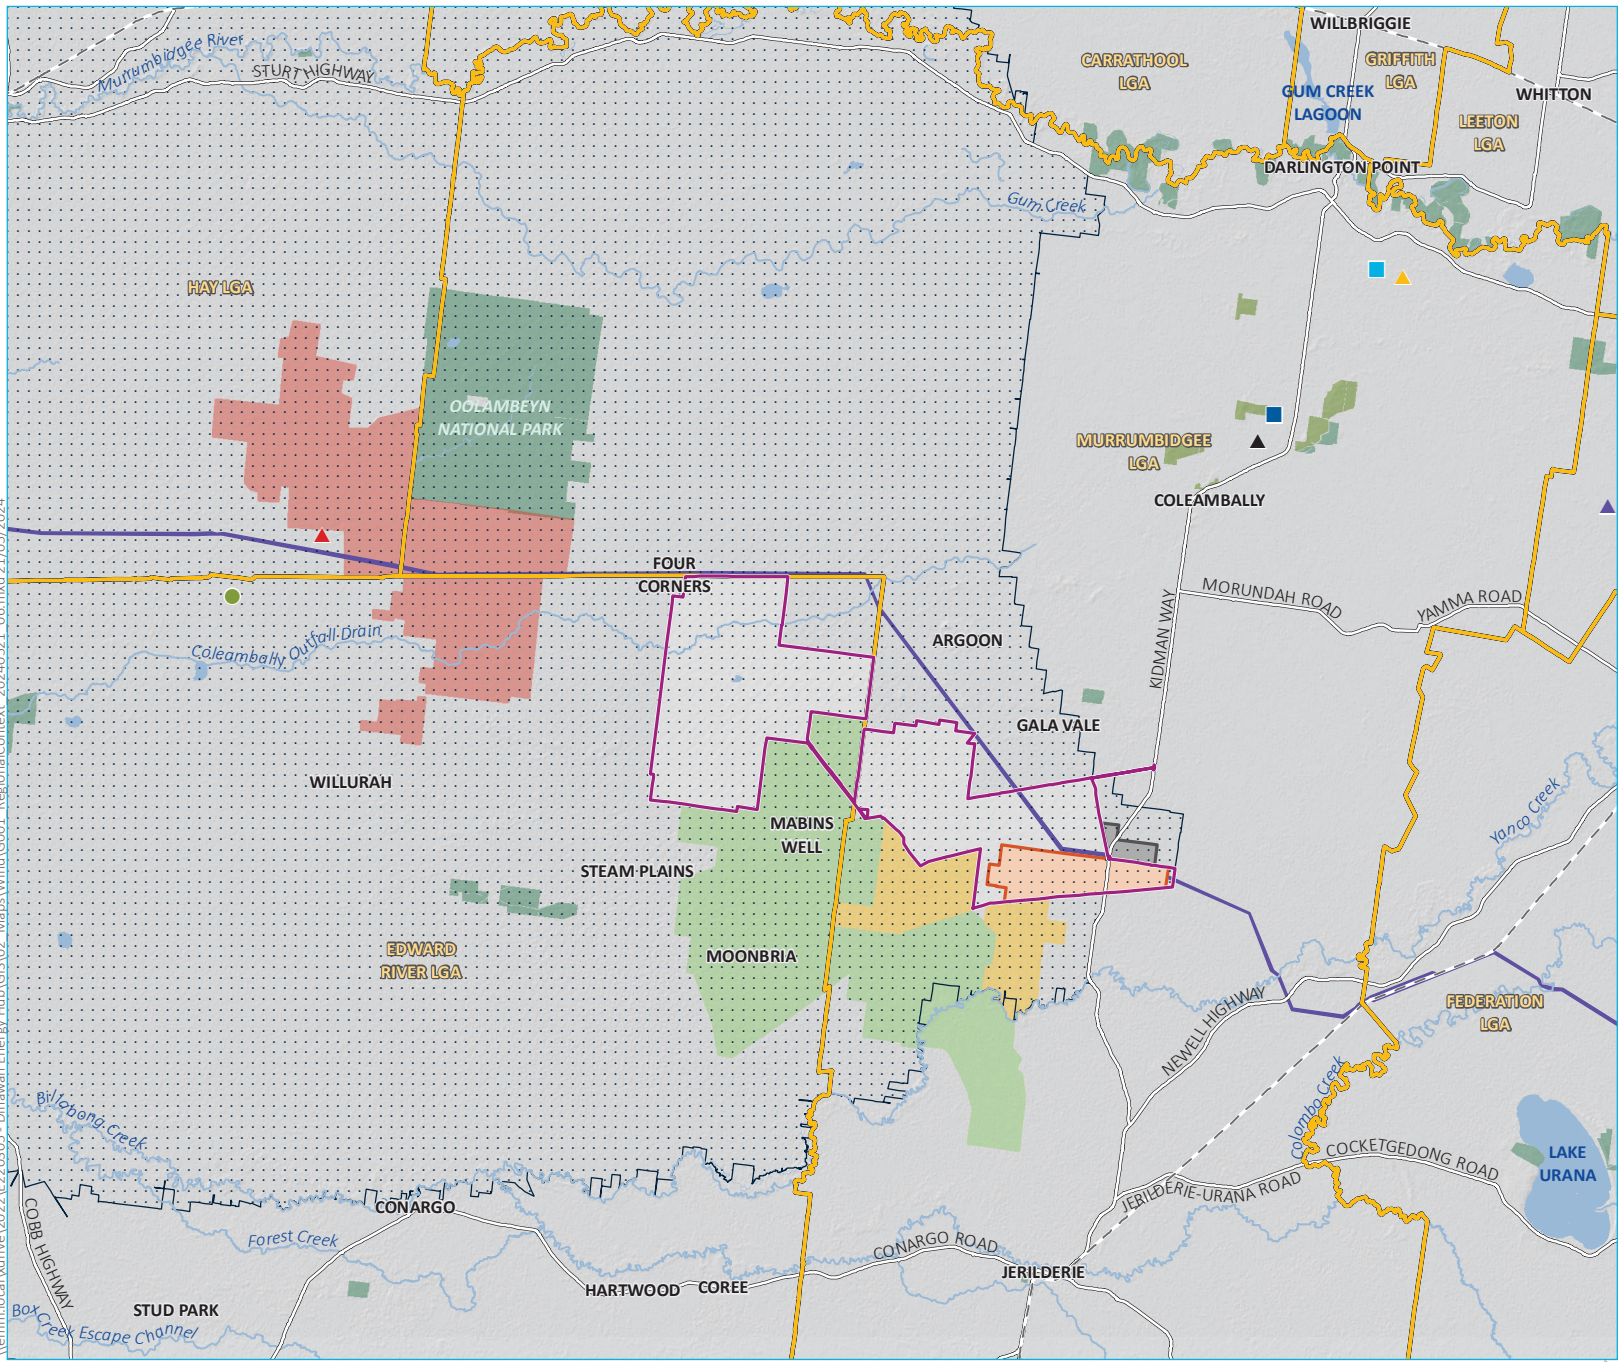 WILLBRIGGIE
Murrumbidgee River
STURT HIGHWAY
CARRATHOOL
LGA
GRIFFITH
LGA
GUM CREEK
LAGOON
WHITTON
LEETON
LGA
DARLINGTON POINT
Gum Creek
HAY LGA
OOLAMBEYN
NATIONAL PARK
MURRUMBIDGEE
LGA
COLEAMBALLY
FOUR
CORNERS
MORUNDAH ROAD
YAMMA ROAD
KIDMAN WAY
Coleambally Outfall Drain
ARGOON
GALA VALE
WILLURAH
MABINS
WELL
STEAM PLAINS
Yanco Creek
EDWARD
RIVER LGA
MOONBRIA
NEWELL HIGHWAY
FEDERATION
LGA
Colombo Creek
Billabong Creek
COCKETGEDONG ROAD
LAKE
URANA
JERILDERIE-URANA ROAD
CONARGO
COBB HIGHWAY
Forest Creek
CONARGO ROAD
JERILDERIE
HARTWOOD
COREE
STUD PARK
Box Creek Escape Channel